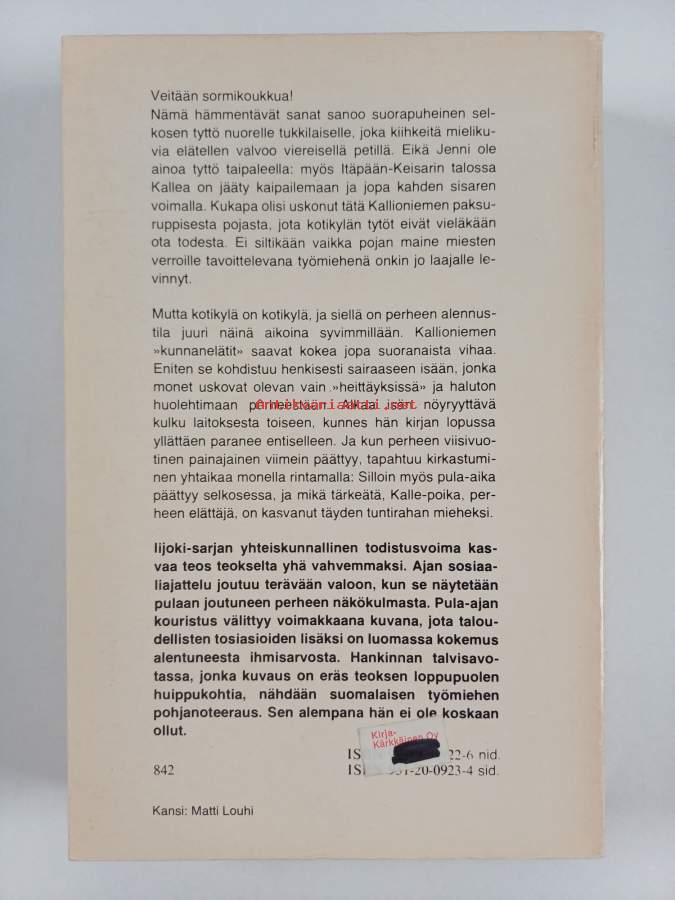 Veitään sormikoukkua!
Nämä hämmentävät sanat sanoo suorapuheinen sel-
kosen tyttö nuorelle tukkilaiselle, joka kiihkeitä mieliku-
via elätellen valvoo viereisellä petillä. Eikä Jenni ole
ainoa tyttö taipaleella: myös Itäpään-Keisarin talossa
Kallea on jääty kaipailemaan ja jopa kahden sisaren
voimalla. Kukapa olisi uskonut tätä Kallioniemen paksu-
ruppisesta pojasta, jota kotikylän tytöt eivät vieläkään
ota todesta. Ei siltikään vaikka pojan maine miesten
verroille tavoittelevana työmiehenä onkin jo laajalle le-
vinnyt.
Mutta kotikylä on kotikylä, ja siellä on perheen alennus-
tila juuri näinä aikoina syvimmillään. Kallioniemen
»kunnanelätit» saavat kokea jopa suoranaista vihaa.
Eniten se kohdistuu henkisesti sairaaseen isään, jonka
monet uskovat olevan vain »heittäyksissä» ja haluton
huolehtimaan perheestään. Alkaa isän nöyryyttävä
Antikvariaatti.net
kulku laitoksesta toiseen, kunnes hän kirjan lopussa
yllättäen paranee entiselleen. Ja kun perheen viisivuo-
tinen painajainen viimein päättyy, tapahtuu kirkastumi-
nen yhtaikaa monella rintamalla: Silloin myös pula-aika
päättyy selkosessa, ja mikä tärkeätä, Kalle-poika, per-
heen elättäjä, on kasvanut täyden tuntirahan mieheksi.
Iijoki-sarjan yhteiskunnallinen todistusvoima kas-
vaa teos teokselta yhä vahvemmaksi. Ajan sosiaa-
liajattelu joutuu terävään valoon, kun se näytetään
pulaan joutuneen perheen näkökulmasta. Pula-ajan
kouristus välittyy voimakkaana kuvana, jota talou-
dellisten tosiasioiden lisäksi on luomassa kokemus
alentuneesta ihmisarvosta. Hankinnan talvisavo-
tassa, jonka kuvaus on eräs teoksen loppupuolen
huippukohtia, nähdään suomalaisen työmiehen
pohjanoteeraus. Sen alempana hän ei ole koskaan
ollut.
Kirja-
Kärkkäinen Oy
IS 22-6 nid.
842 IS 951-20-0923-4 sid.
Kansi: Matti Louhi